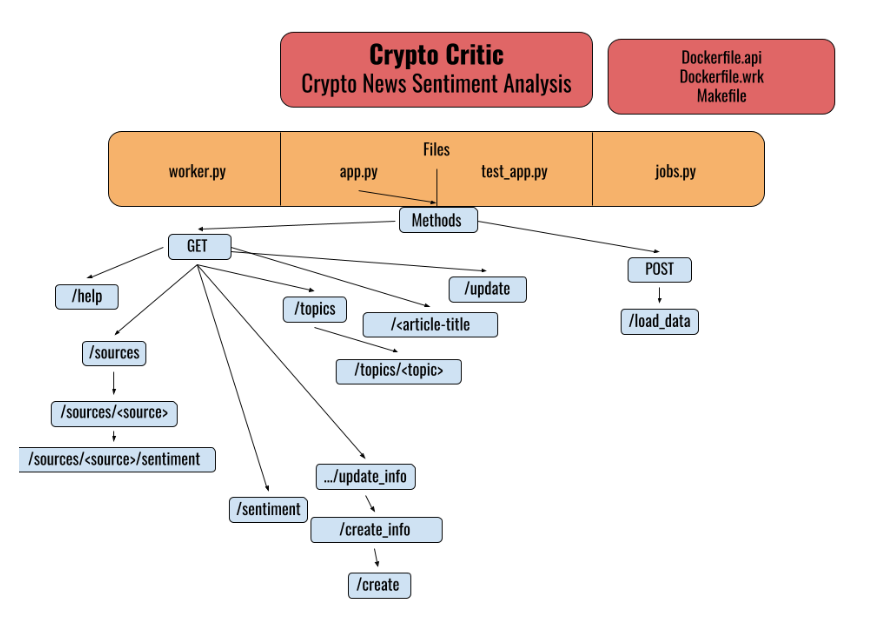 Crypto Critic
Crypto News Sentiment Analysis
Dockerfile.api
Dockerfile.wrk
Makefile
Files
worker.py
app.py
test_app.py
jobs.py
Methods
GET
POST
/help
/update
/topics
/<article-title
/load_data
/sources
/topics/<topic>
/sources/<source>
/sources/<source>/sentiment
.../update_info
/sentiment
/create_info
/create